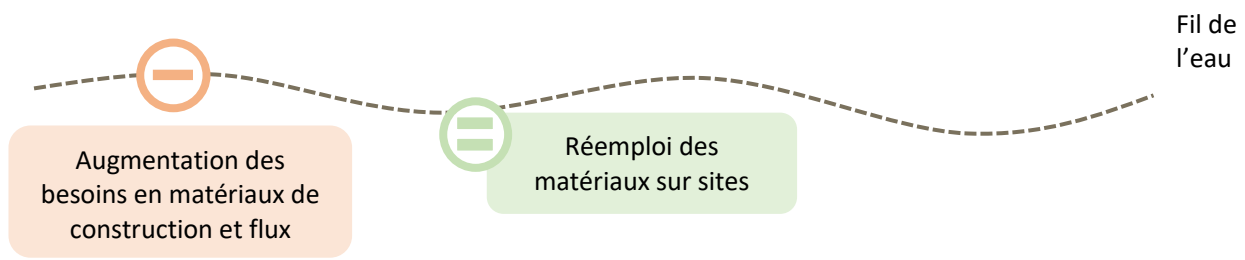 Fil de
l’eau
Augmentation des
besoins en matériaux de
construction et flux
Réemploi des
matériaux sur sites